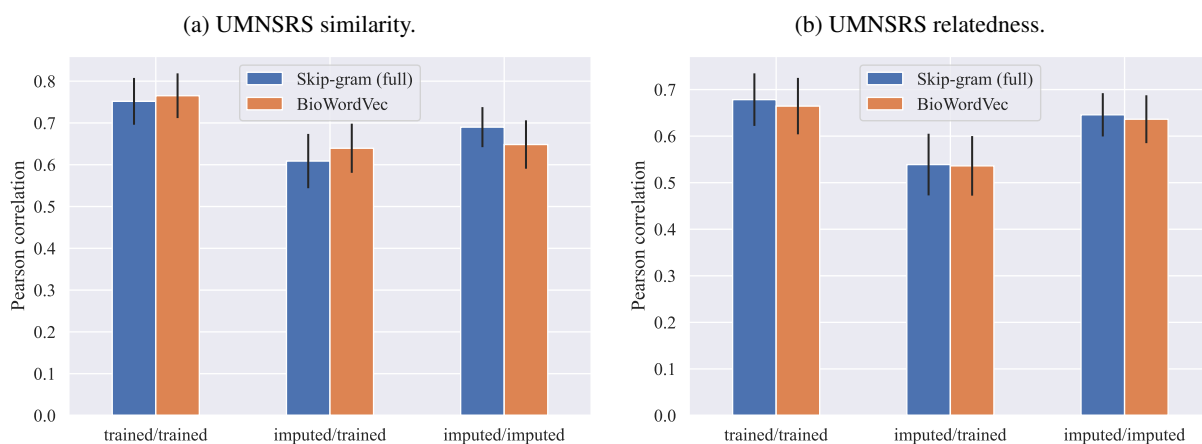 (a) UMNSRS similarity.
Pearson correlation
0.8
0.7
0.6
0.5
0.4
0.3
0.2
0.1
0.0
Skip-gram (full)
BioWordVec
trained/trained
imputed/trained
imputed/imputed
(b) UMNSRS relatedness.
Pearson correlation
0.7
0.6
0.5
0.4
0.3
0.2
0.1
0.0
Skip-gram (full)
BioWordVec
trained/trained
imputed/trained
imputed/imputed